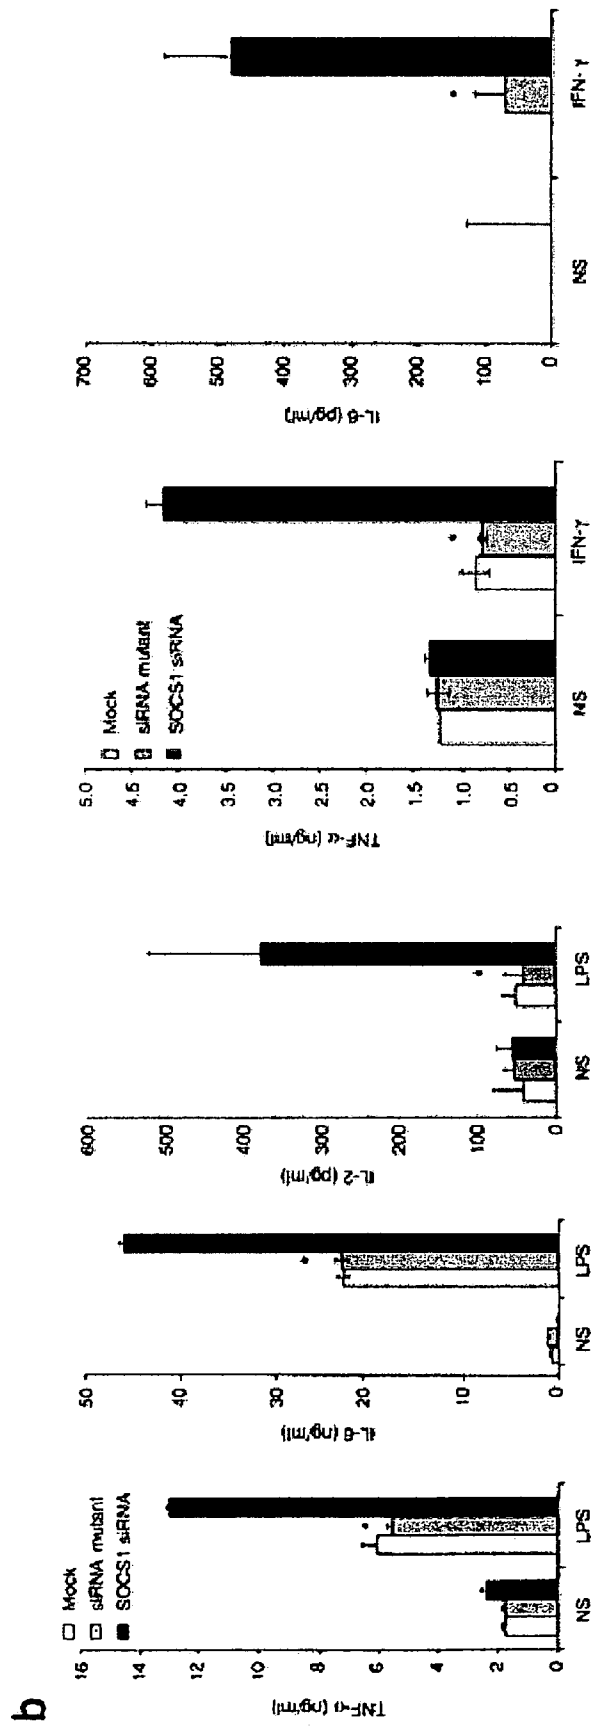 b
Mock
siRNA mutant
SOCS1 siRNA
TNF-α (ng/ml)
16
14
12
10
8
6
4
2
0
NS
LPS
IL-6 (ng/ml)
50
40
30
20
10
0
NS
LPS
IL-2 (pg/ml)
600
500
400
300
200
100
0
NS
LPS
Mock
siRNA mutant
SOCS1 siRNA
TNF-α (ng/ml)
5.0
4.5
4.0
3.5
3.0
2.5
2.0
1.5
1.0
0.5
0
NS
IFN-γ
IL-6 (pg/ml)
700
600
500
400
300
200
100
0
NS
IFN-γ